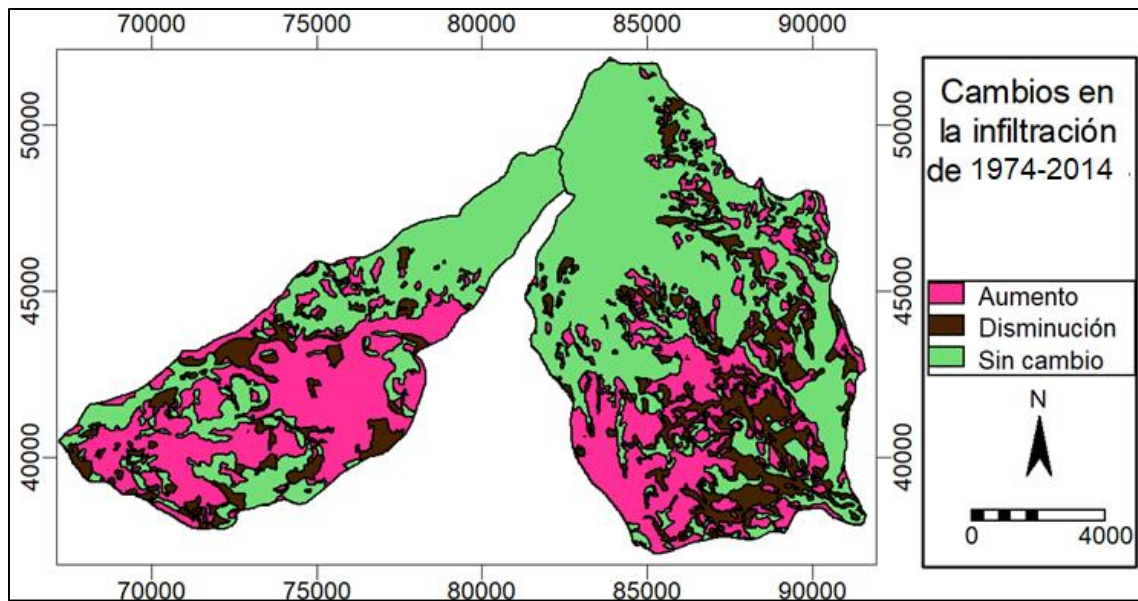 70000 75000 80000 85000 90000
50000 50000
45000 45000
40000 40000
70000 75000 80000 85000 90000
Cambios en
la infiltración
de 1974-2014
Aumento
Disminución
Sin cambio
N
0 4000